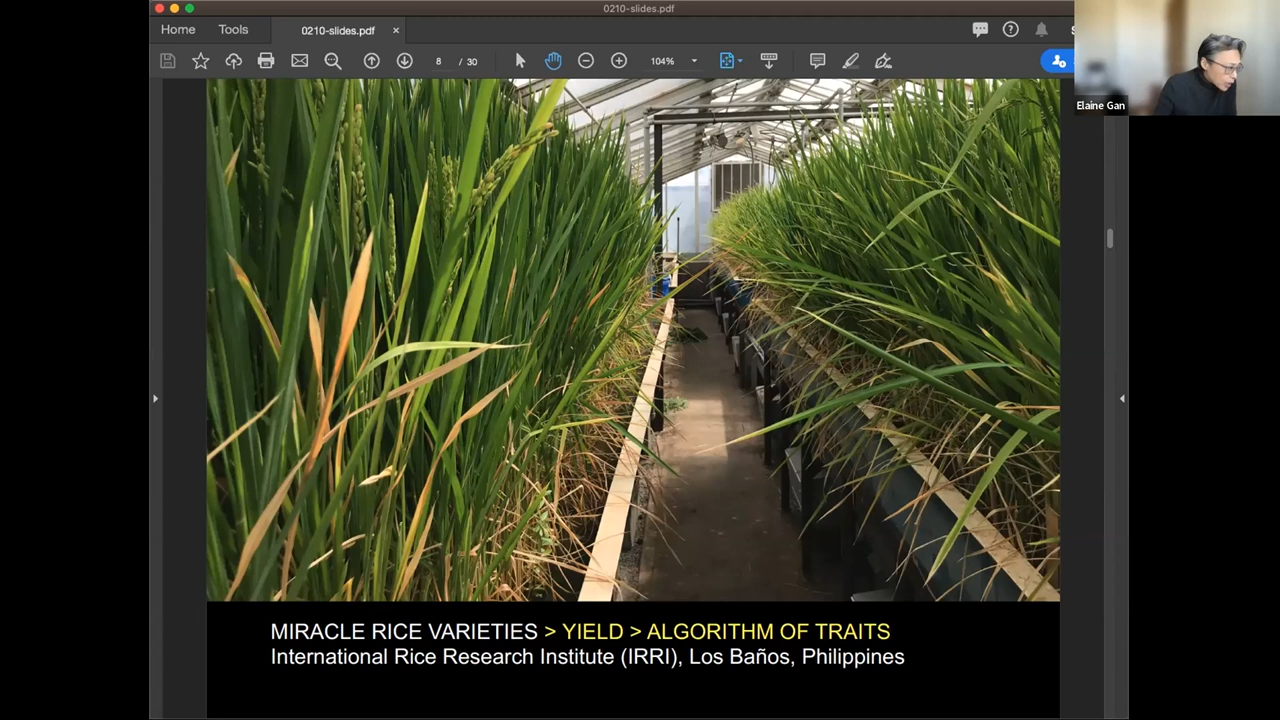 0210-slides.pdf
Home Tools 0210-slides.pdf ×
8 / 30 104%
Elaine Gan
MIRACLE RICE VARIETIES > YIELD > ALGORITHM OF TRAITS
International Rice Research Institute (IRRI), Los Baños, Philippines